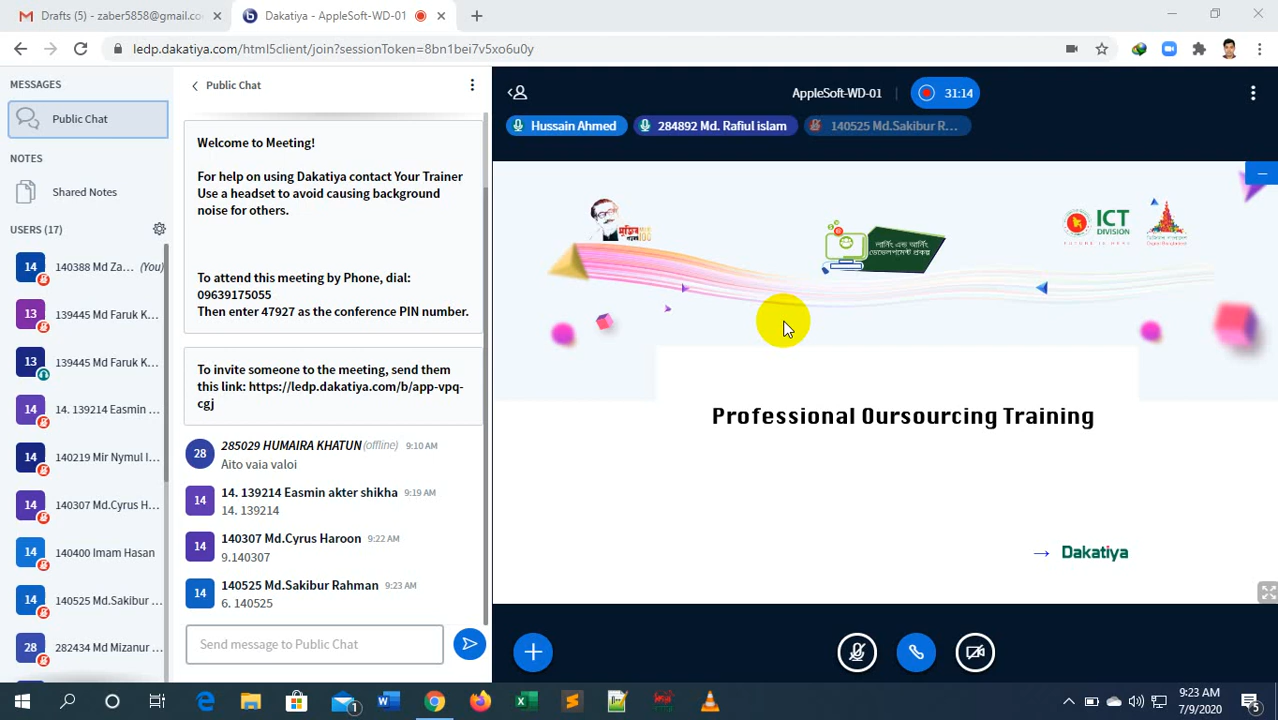 Drafts (5) - zaber5858@gmail.co
Dakatiya - AppleSoft-WD-01
ledp.dakatiya.com/html5client/join?sessionToken=8bn1bei7v5xo6u0y
MESSAGES
Public Chat
NOTES
Shared Notes
USERS (17)
14 140388 Md Za... (You)
13 139445 Md Faruk K...
13 139445 Md Faruk K...
14 14. 139214 Easmin ...
14 140219 Mir Nymul I...
14 140307 Md.Cyrus H...
14 140400 Imam Hasan
14 140525 Md.Sakibur ...
28 282434 Md Mizanur ...
Public Chat
Welcome to Meeting!
For help on using Dakatiya contact Your Trainer
Use a headset to avoid causing background
noise for others.
To attend this meeting by Phone, dial:
09639175055
Then enter 47927 as the conference PIN number.
To invite someone to the meeting, send them
this link: https://ledp.dakatiya.com/b/app-vpq-
cgj
28 285029 HUMAIRA KHATUN (offline) 9:10 AM
Aito vaia valoi
14 14. 139214 Easmin akter shikha 9:19 AM
14. 139214
14 140307 Md.Cyrus Haroon 9:22 AM
9.140307
14 140525 Md.Sakibur Rahman 9:23 AM
6. 140525
Send message to Public Chat
AppleSoft-WD-01 31:14
Hussain Ahmed 284892 Md. Rafiul islam 140525 Md.Sakibur R...
লার্নিং এন্ড আর্নিং
ডেভেলপমেন্ট প্রকল্প
ICT
DIVISION
FUTURE IS HERE
Professional Oursourcing Training
→ Dakatiya
1
9:23 AM
7/9/2020
5